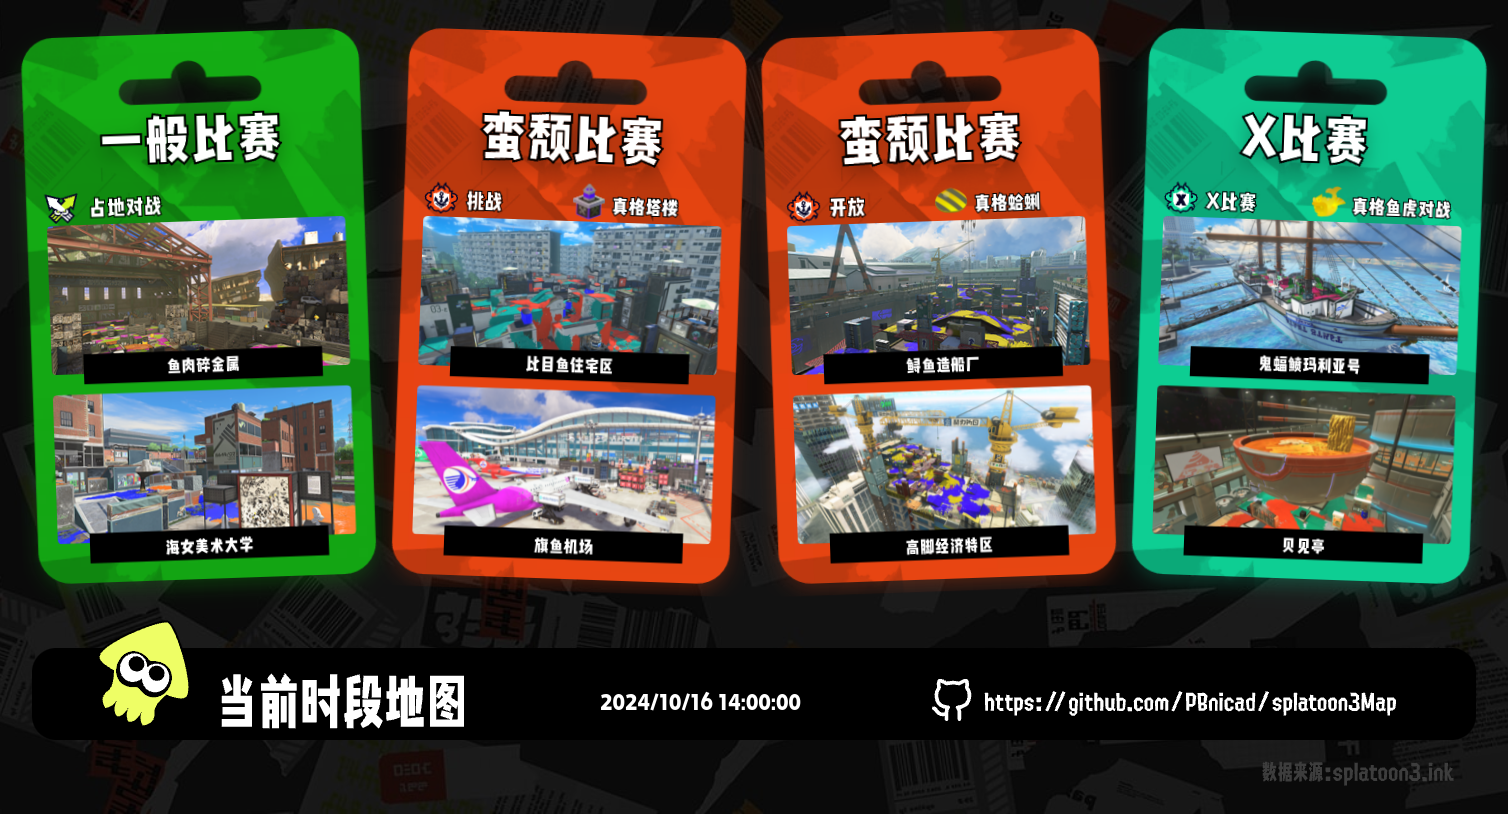 一般比赛
占地对战
鱼肉碎金属
海女美术大学
蛮颓比赛
挑战
真格塔楼
比目鱼住宅区
旗鱼机场
蛮颓比赛
开放
真格蛤蜊
鲟鱼造船厂
高脚经济特区
X比赛
X比赛
真格鱼虎对战
鬼蝠鲼玛利亚号
贝见亭
当前时段地图
2024/10/16 14:00:00
https://github.com/PBnicad/splatoon3Map
数据来源:splatoon3.ink